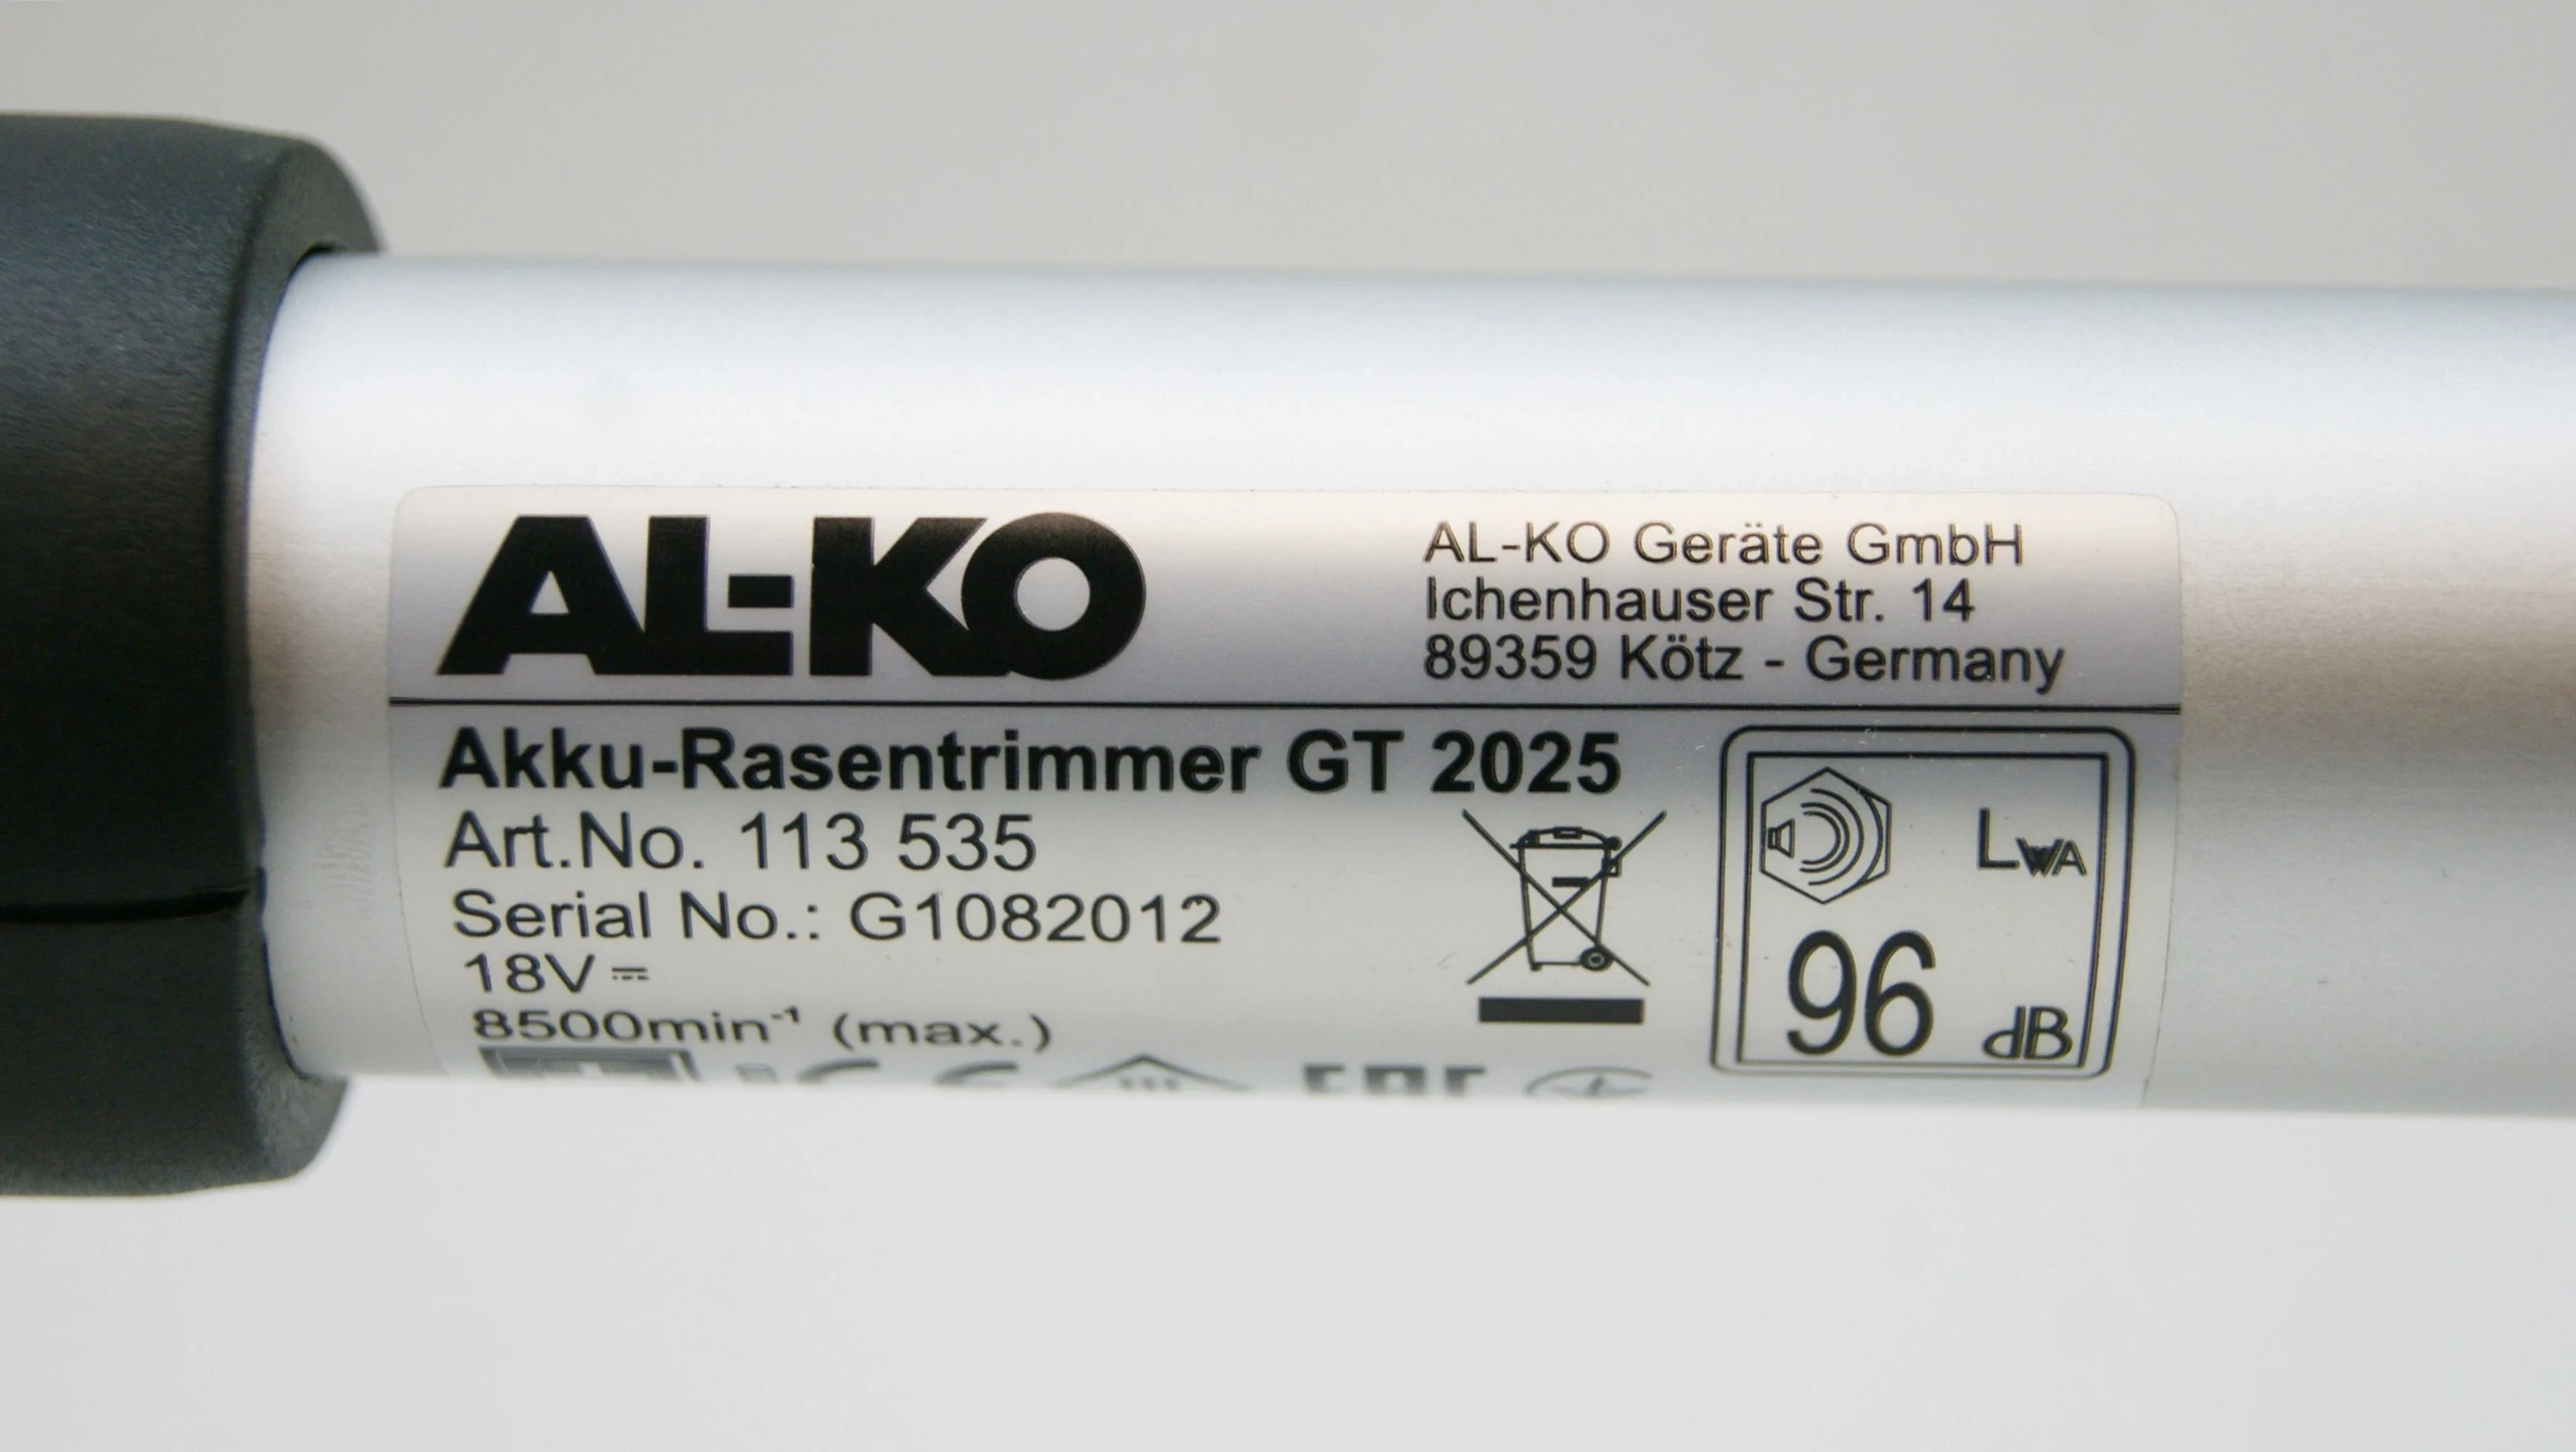 AL-KO
AL-KO Geräte GmbH
Ichenhauser Str. 14
89359 Kötz - Germany
Akku-Rasentrimmer GT 2025
Art.No. 113 535
Serial No.: G1082012
18V ⎓
8500min⁻¹ (max.)
LWA
96 dB